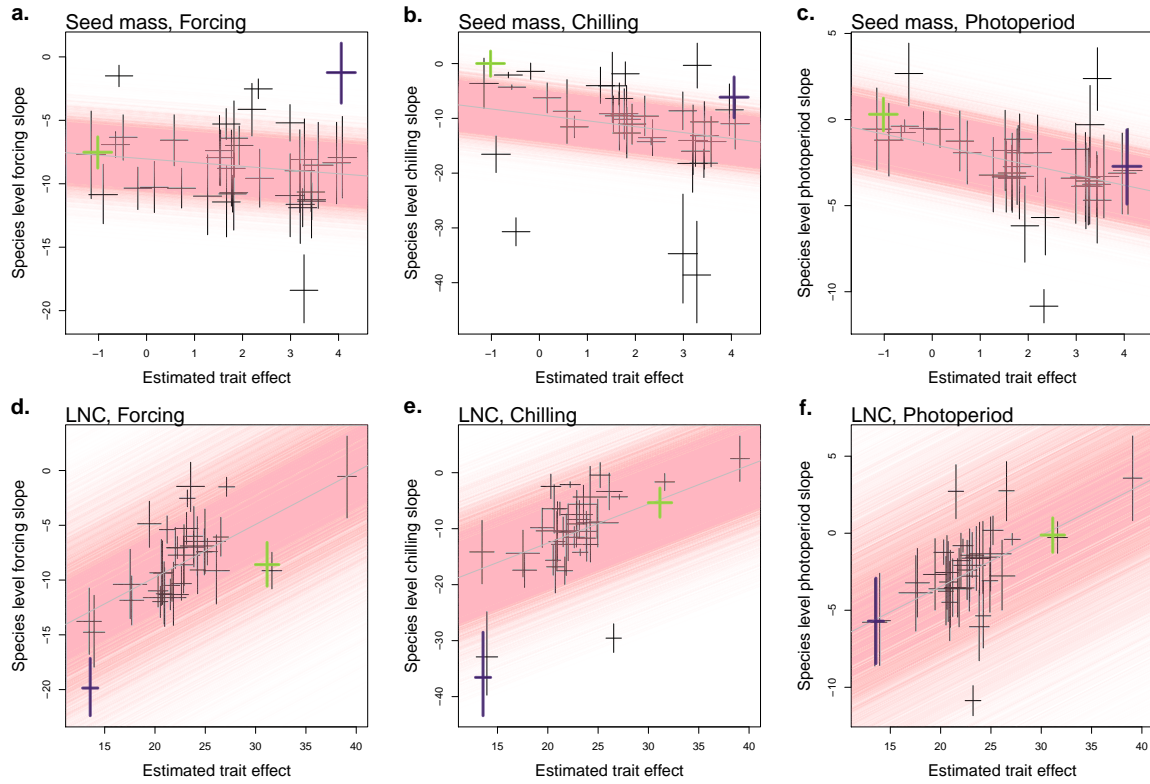 a.
Seed mass, Forcing
Species level forcing slope
0
−5
−10
−15
−20
−1 0 1 2 3 4
Estimated trait effect
b.
Seed mass, Chilling
Species level chilling slope
0
−10
−20
−30
−40
−1 0 1 2 3 4
Estimated trait effect
c.
Seed mass, Photoperiod
Species level photoperiod slope
5
0
−5
−10
−1 0 1 2 3 4
Estimated trait effect
d.
LNC, Forcing
Species level forcing slope
0
−5
−10
−15
−20
15 20 25 30 35 40
Estimated trait effect
e.
LNC, Chilling
Species level chilling slope
0
−10
−20
−30
−40
15 20 25 30 35 40
Estimated trait effect
f.
LNC, Photoperiod
Species level photoperiod slope
5
0
−5
−10
15 20 25 30 35 40
Estimated trait effect